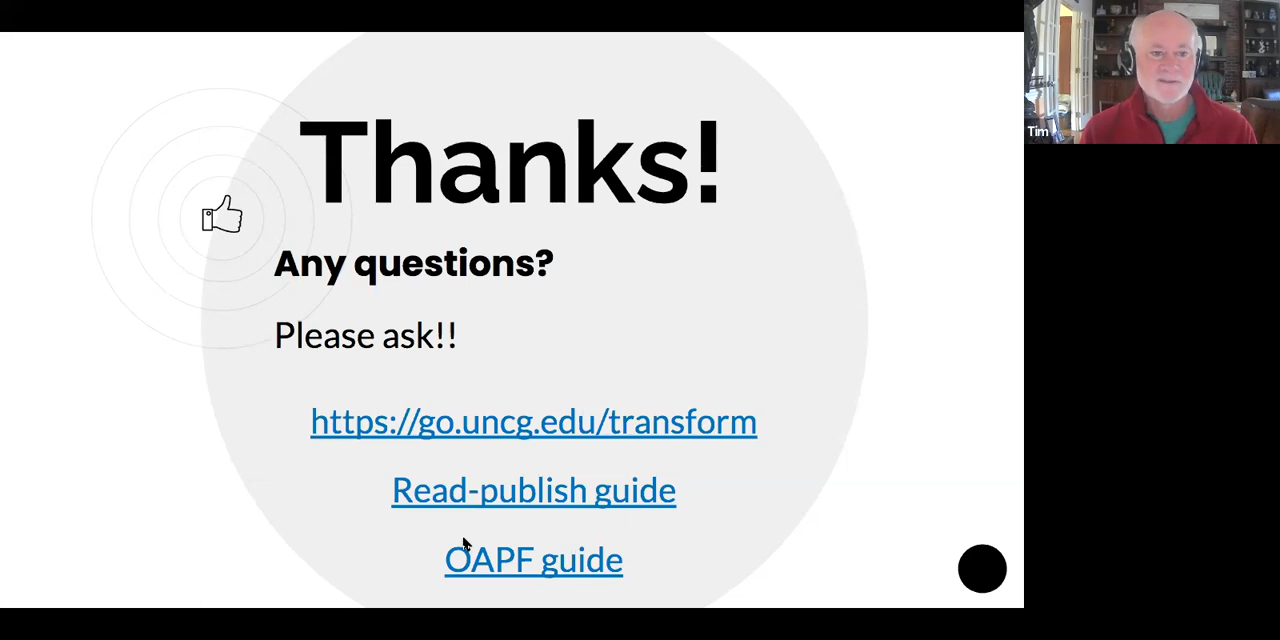 Thanks!
Any questions?
Please ask!!
https://go.uncg.edu/transform
Read-publish guide
OAPF guide
Tim